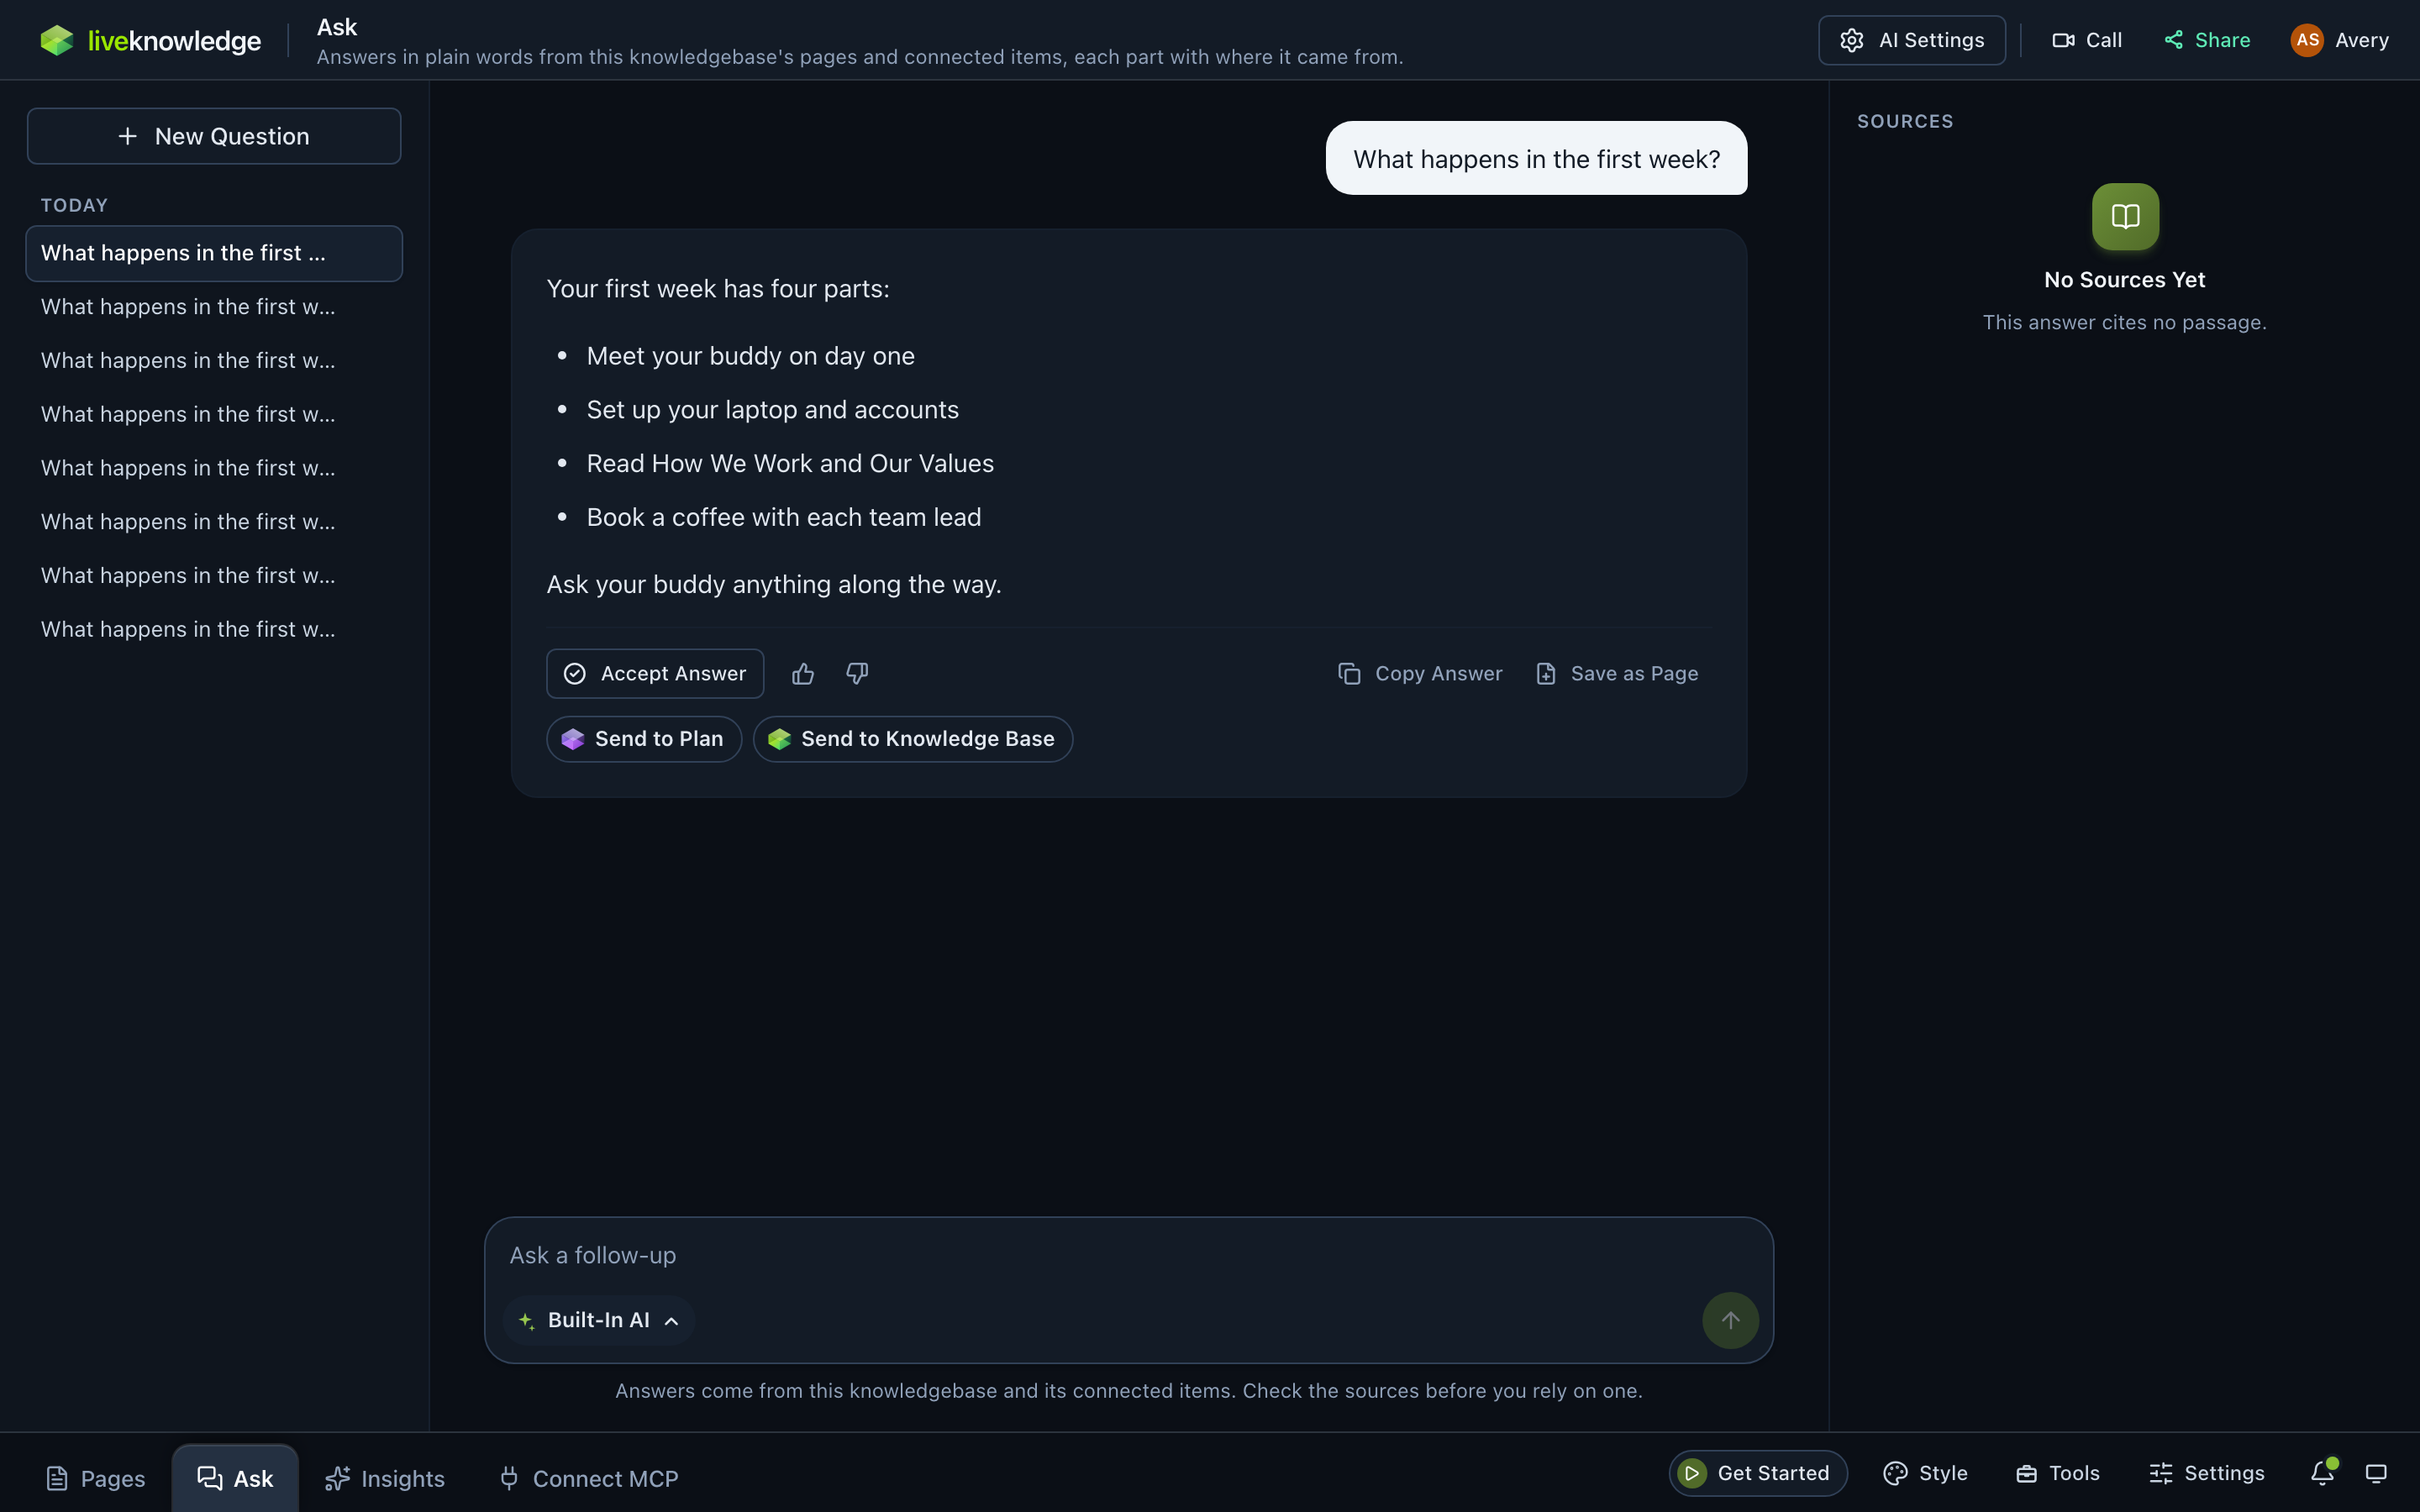 liveknowledge
Ask
Answers in plain words from this knowledgebase's pages and connected items, each part with where it came from.
AI Settings
Call
Share
AS
Avery
New Question
TODAY
What happens in the first ...
What happens in the first w...
What happens in the first w...
What happens in the first w...
What happens in the first w...
What happens in the first w...
What happens in the first w...
What happens in the first w...
What happens in the first week?
Your first week has four parts:
• Meet your buddy on day one
• Set up your laptop and accounts
• Read How We Work and Our Values
• Book a coffee with each team lead
Ask your buddy anything along the way.
Accept Answer
Copy Answer
Save as Page
Send to Plan
Send to Knowledge Base
Ask a follow-up
Built-In AI
Answers come from this knowledgebase and its connected items. Check the sources before you rely on one.
SOURCES
No Sources Yet
This answer cites no passage.
Pages
Ask
Insights
Connect MCP
Get Started
Style
Tools
Settings